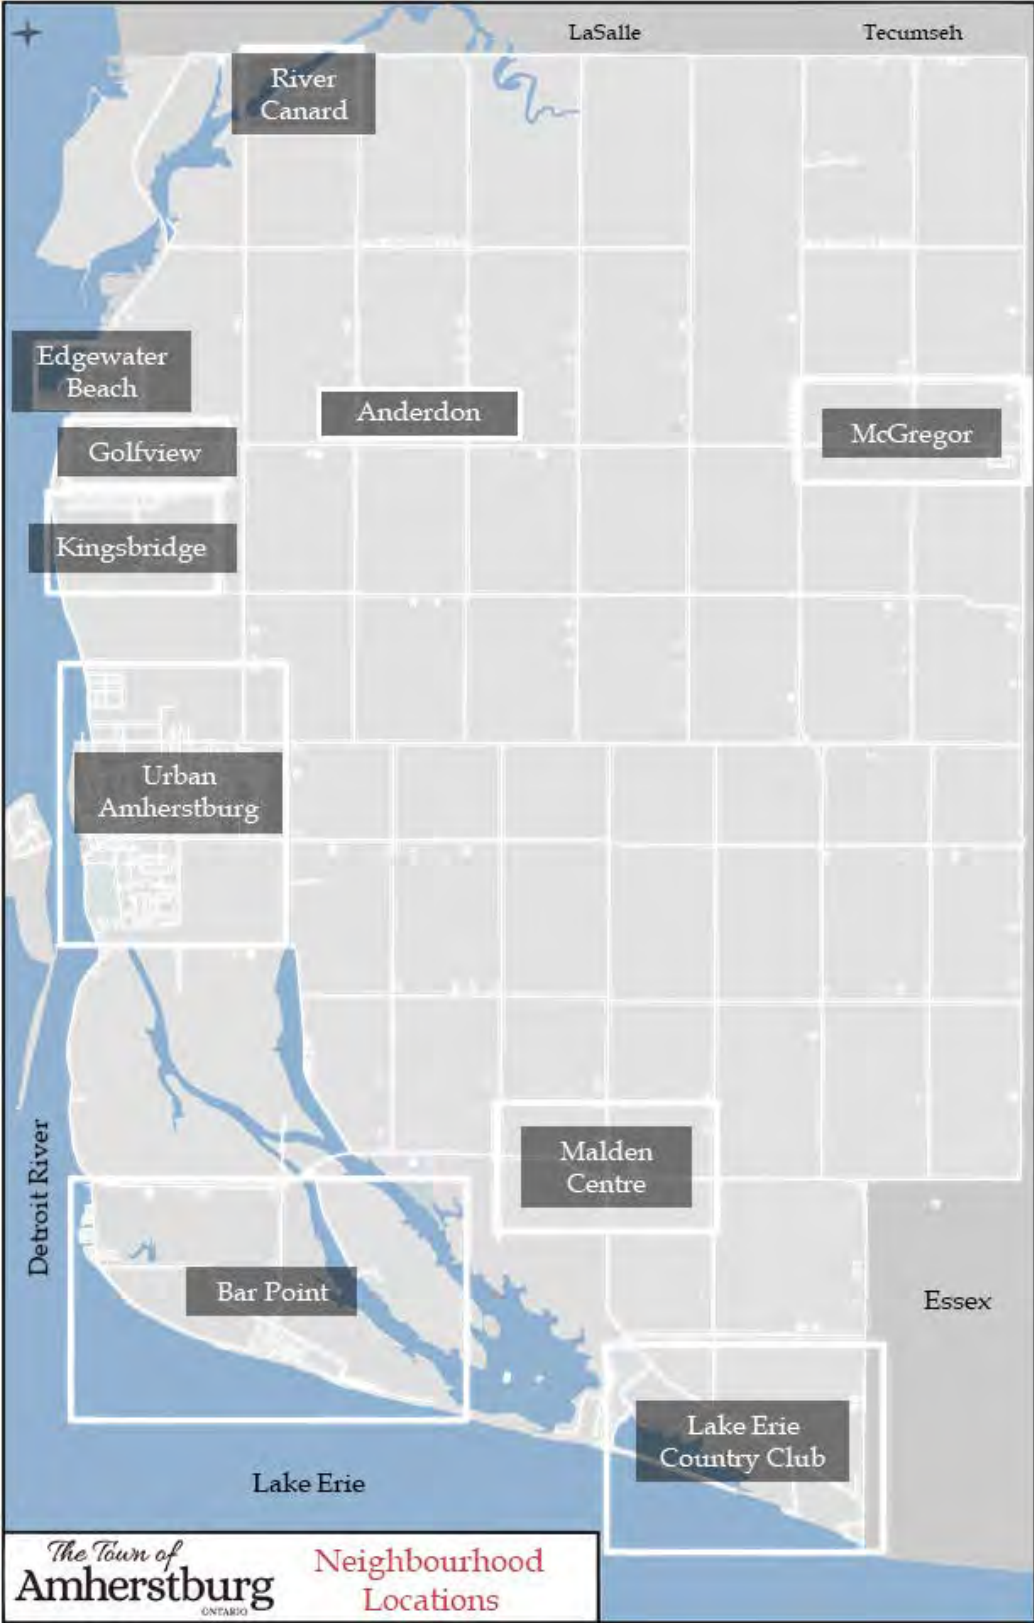 LaSalle
Tecumseh
River
Canard
Edgewater
Beach
Anderdon
McGregor
Golfview
Kingsbridge
Urban
Amherstburg
Malden
Centre
Detroit River
Bar Point
Essex
Lake Erie
Country Club
Lake Erie
The Town of
Amherstburg
ONTARIO
Neighbourhood
Locations